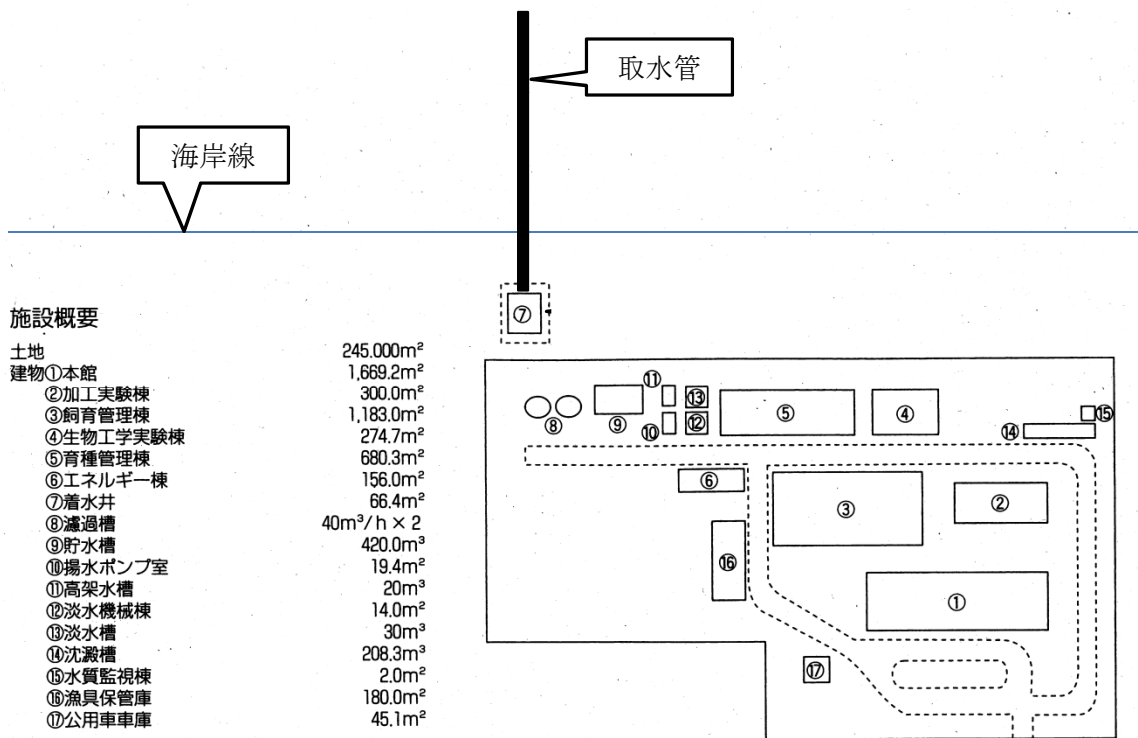 取水管
海岸線
施設概要
土地 245.000m²
建物①本館 1,669.2m²
②加工実験棟 300.0m²
③飼育管理棟 1,183.0m²
④生物工学実験棟 274.7m²
⑤育種管理棟 680.3m²
⑥エネルギー棟 156.0m²
⑦着水井 66.4m²
⑧濾過槽 40m³/h×2
⑨貯水槽 420.0m³
⑩揚水ポンプ室 19.4m²
⑪高架水槽 20m³
⑫淡水機械棟 14.0m²
⑬淡水槽 30m³
⑭沈澱槽 208.3m³
⑮水質監視棟 2.0m²
⑯漁具保管庫 180.0m²
⑰公用車車庫 45.1m²
⑦
⑪
⑬
⑤
④
⑮
⑧
⑨
⑩
⑫
⑭
⑥
③
②
⑯
①
⑰